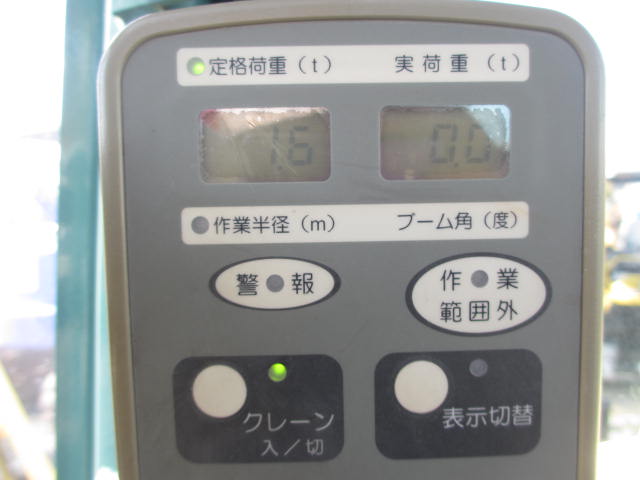 定格荷重(t) 実荷重(t)
1.6 0.0
作業半径(m) ブーム角(度)
警報 作業
範囲外
クレーン 表示切替
入/切